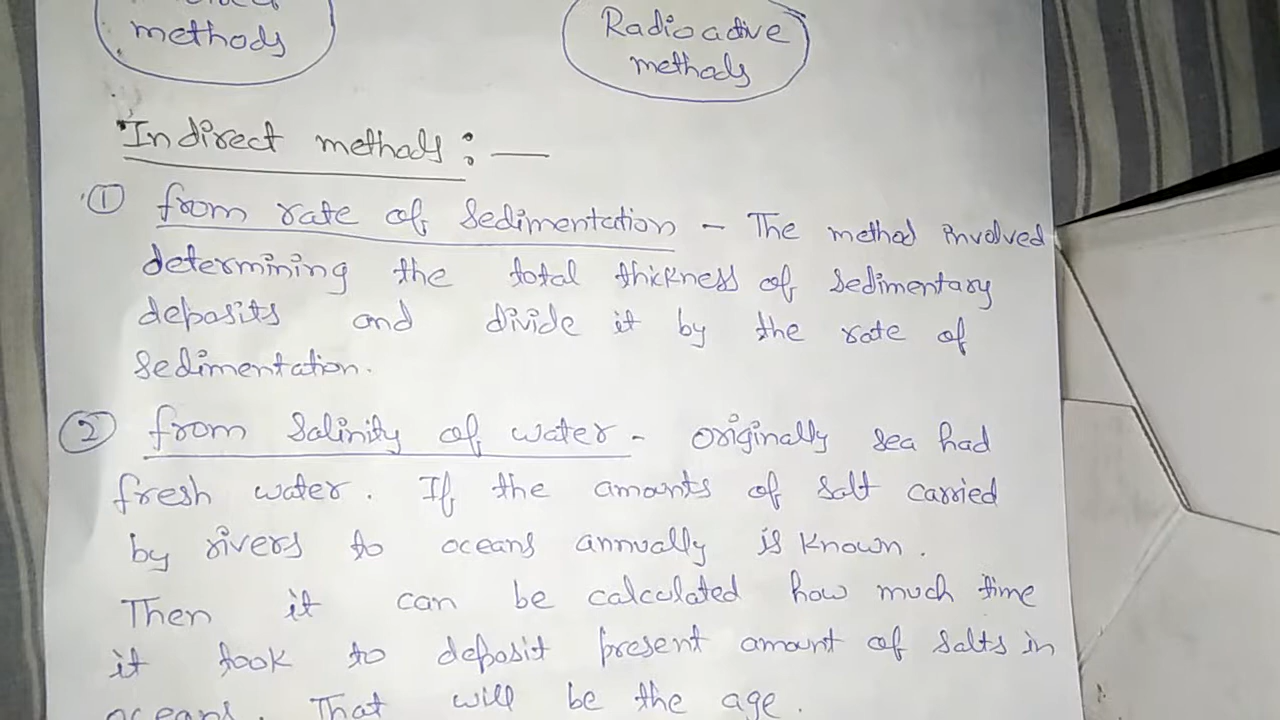 methods
Radioactive
methods
Indirect methods : —
① from rate of sedimentation - The method involved
determining the total thickness of sedimentary
deposits and divide it by the rate of
sedimentation.
② from salinity of water - originally sea had
fresh water. If the amounts of salt carried
by rivers to oceans annually is known.
Then it can be calculated how much time
it took to deposit present amount of salts in
oceans. That will be the age.